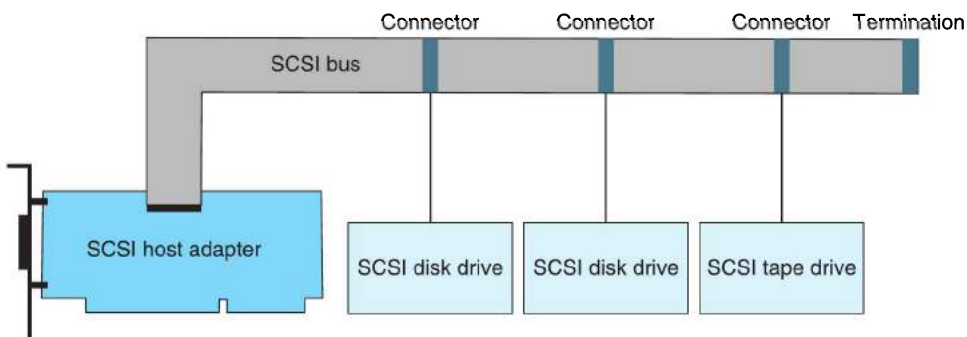 Connector
Connector
Connector
Termination
SCSI bus
SCSI host adapter
SCSI disk drive
SCSI disk drive
SCSI tape drive